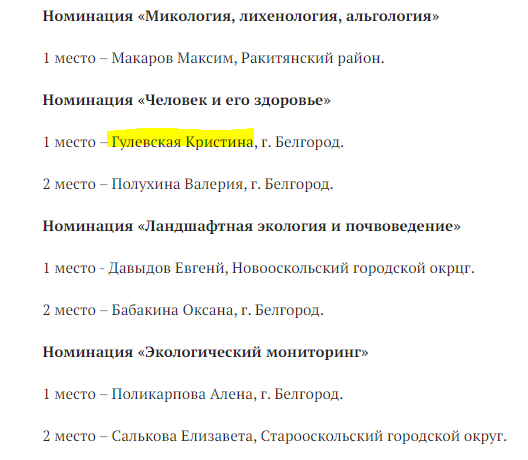 Номинация «Микология, лихенология, альгология»
1 место – Макаров Максим, Ракитянский район.
Номинация «Человек и его здоровье»
1 место – Гулевская Кристина, г. Белгород.
2 место – Полухина Валерия, г. Белгород.
Номинация «Ландшафтная экология и почвоведение»
1 место - Давыдов Евгенй, Новооскольский городской окрцг.
2 место – Бабакина Оксана, г. Белгород.
Номинация «Экологический мониторинг»
1 место – Поликарпова Алена, г. Белгород.
2 место – Салькова Елизавета, Старооскольский городской округ.